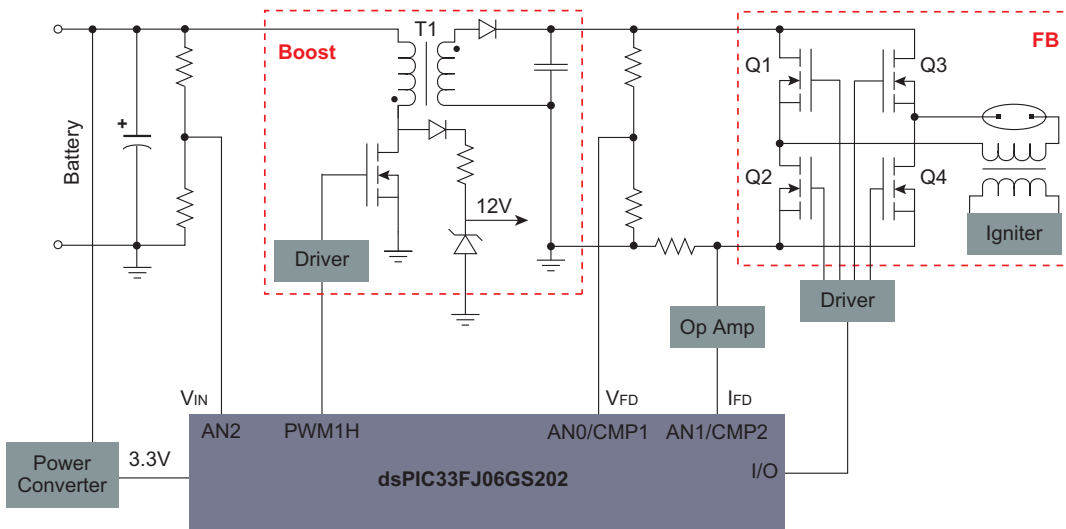 T1
Boost
FB
Q1
Q3
+
Battery
Q2
Q4
12V
Igniter
Driver
Driver
Op Amp
VIN
VFD
IFD
AN2
PWM1H
AN0/CMP1
AN1/CMP2
Power
Converter
3.3V
dsPIC33FJ06GS202
I/O